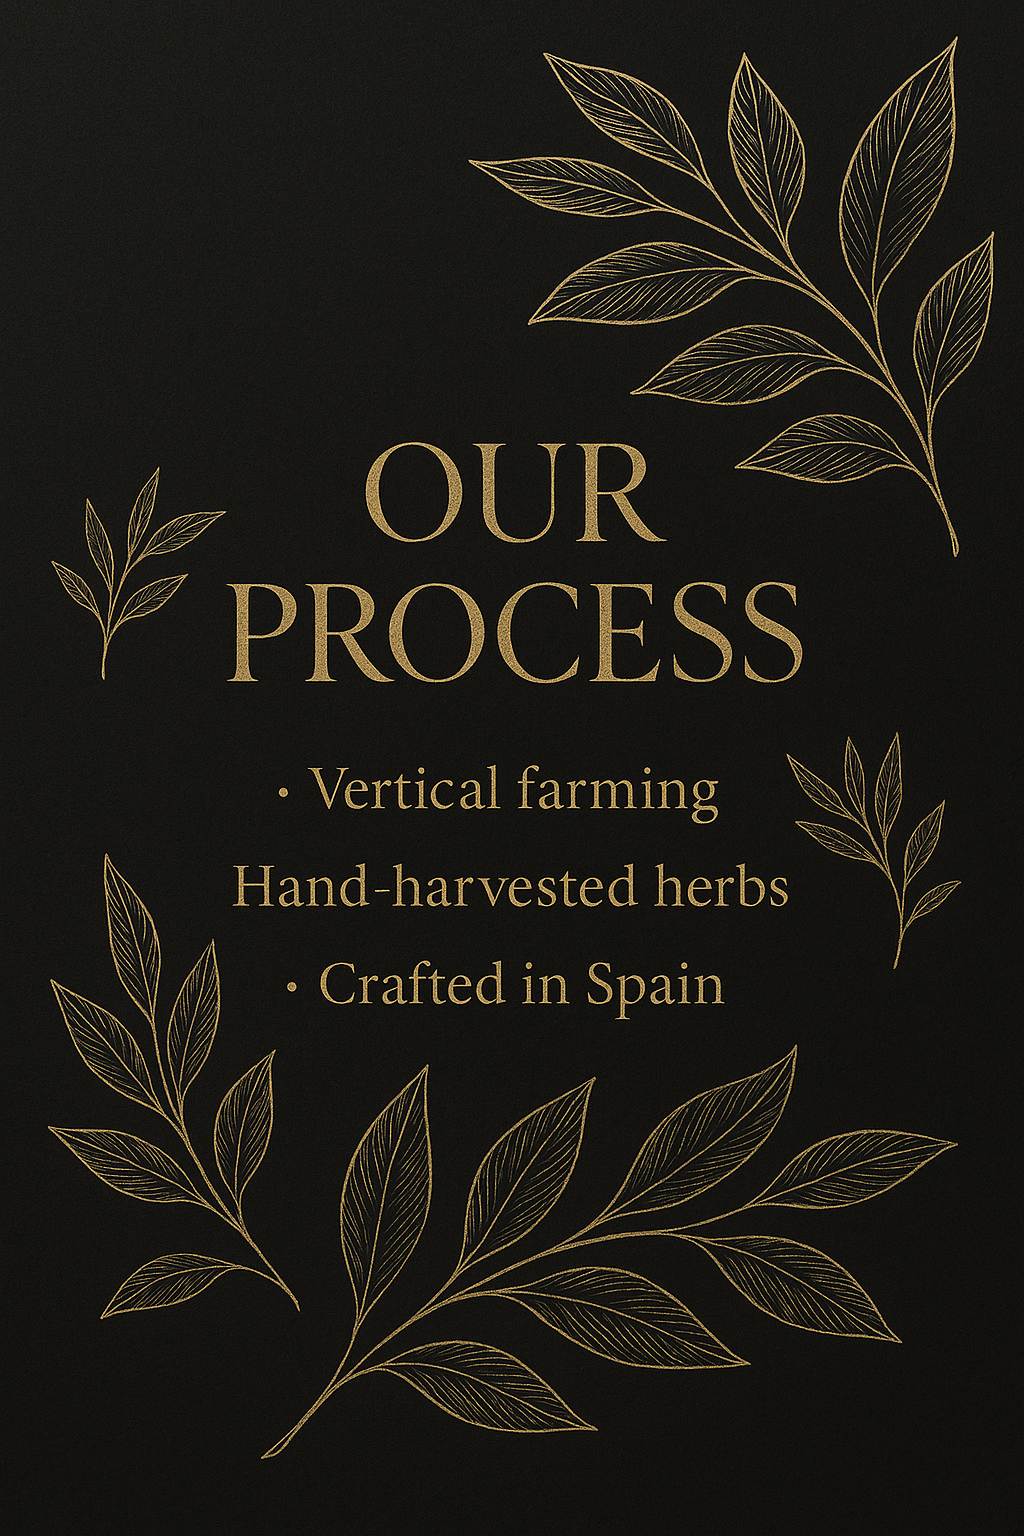 OUR
PROCESS
· Vertical farming
Hand-harvested herbs
· Crafted in Spain